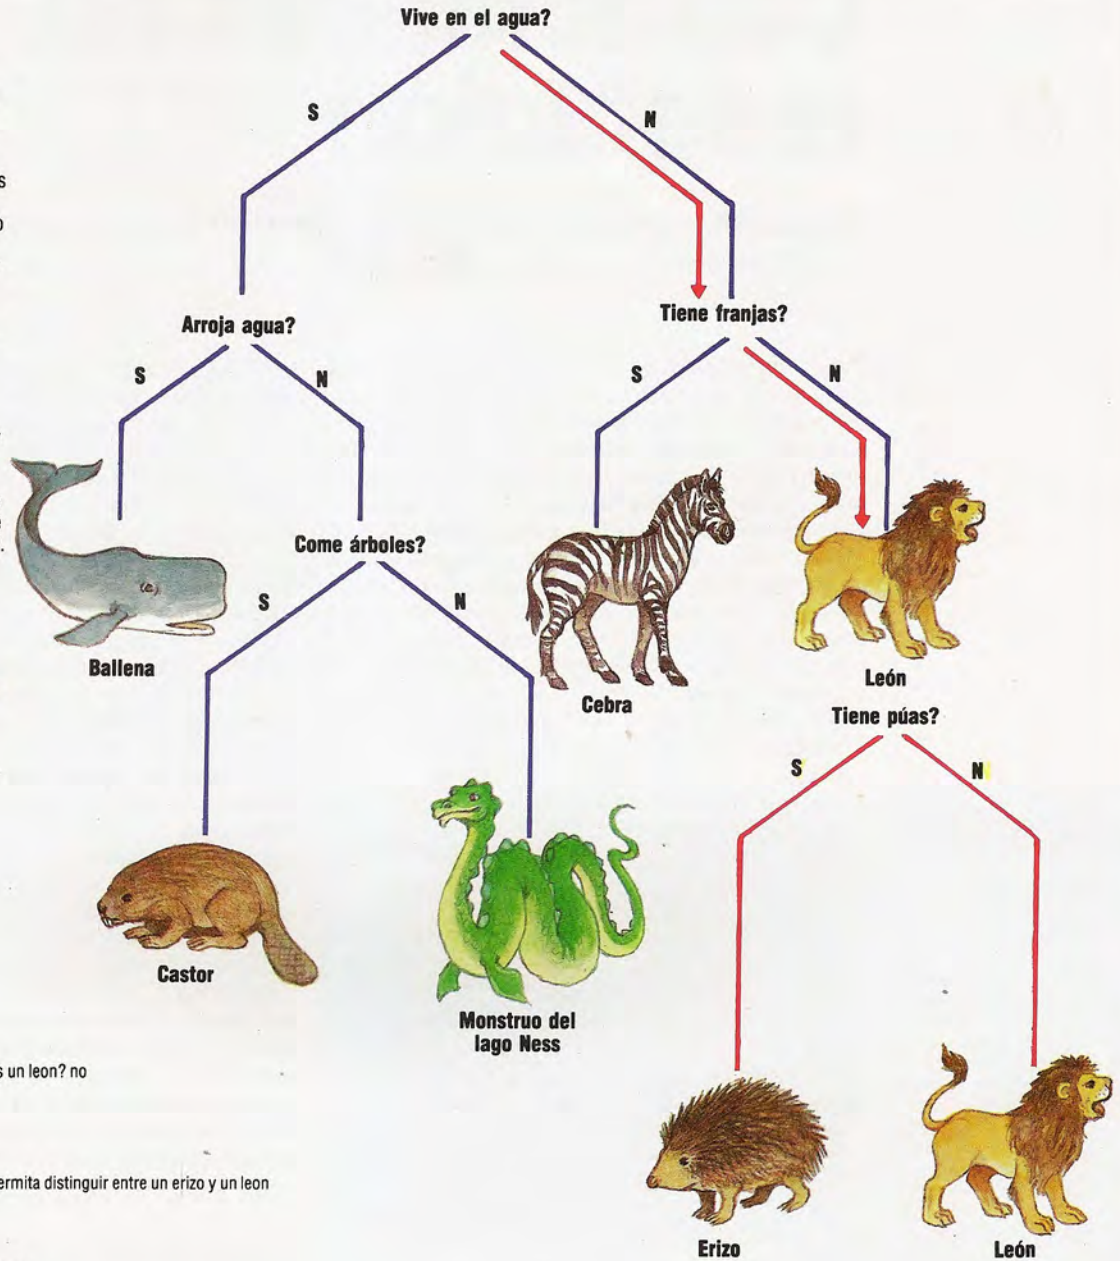 Vive en el agua?
S
N
s
o
Arroja agua?
Tiene franjas?
S
N
S
N
Come árboles?
S
N
Ballena
Cebra
León
Tiene púas?
S
N
Castor
Monstruo del
lago Ness
s un leon? no
ermita distinguir entre un erizo y un leon
Erizo
León